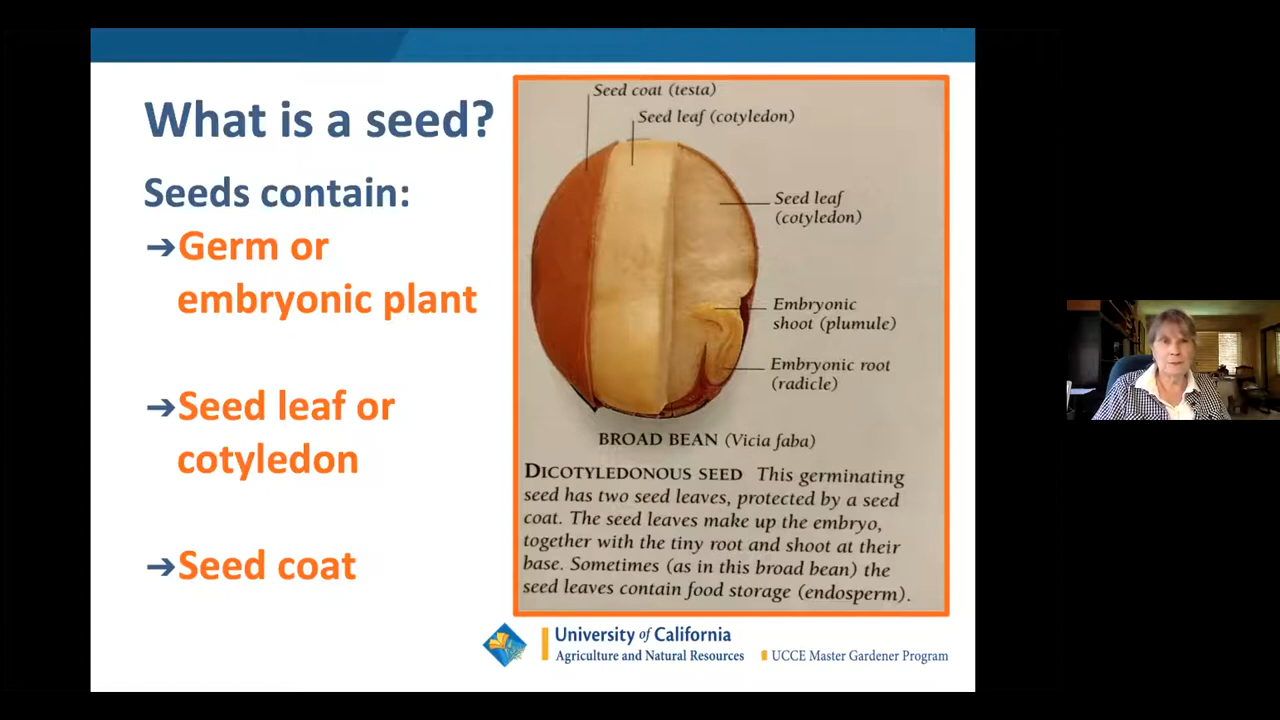 What is a seed?
Seeds contain:
➔Germ or
embryonic plant
➔Seed leaf or
cotyledon
➔Seed coat
Seed coat (testa)
Seed leaf (cotyledon)
Seed leaf
(cotyledon)
Embryonic
shoot (plumule)
Embryonic root
(radicle)
BROAD BEAN (Vicia faba)
DICOTYLEDONOUS SEED This germinating
seed has two seed leaves, protected by a seed
coat. The seed leaves make up the embryo,
together with the tiny root and shoot at their
base. Sometimes (as in this broad bean) the
seed leaves contain food storage (endosperm).
University of California
Agriculture and Natural Resources
UCCE Master Gardener Program